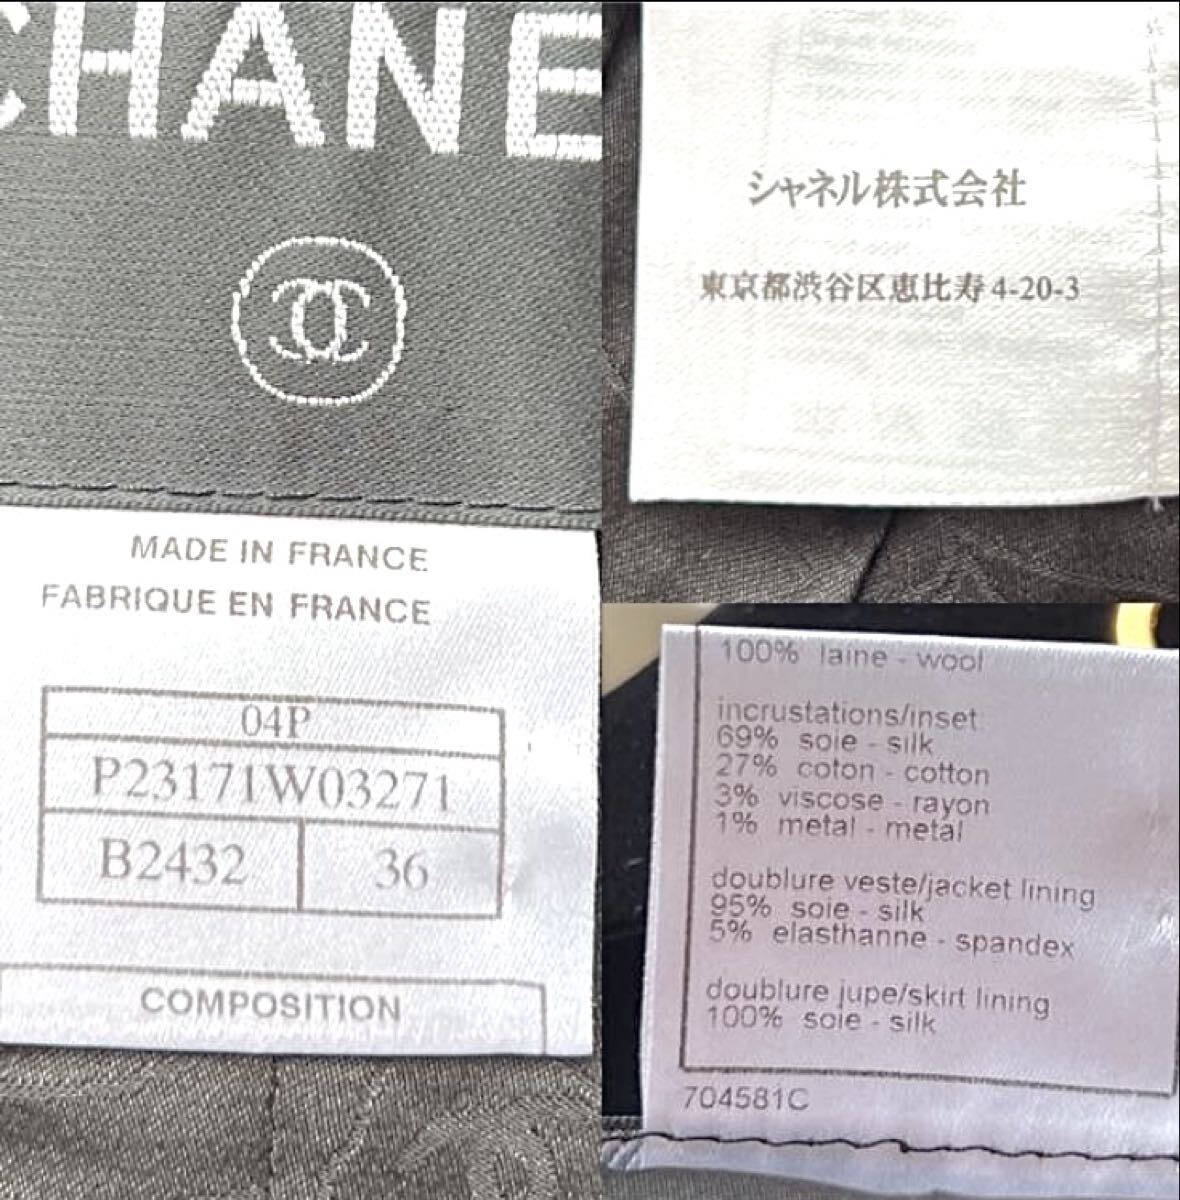 CHANE
MADE IN FRANCE
FABRIQUE EN FRANCE
04P
P23171W03271
B2432 36
COMPOSITION
シャネル株式会社
東京都渋谷区恵比寿4-20-3
100% laine - wool
incrustations/inset
69% soie - silk
27% coton - cotton
3% viscose - rayon
1% metal - metal
doublure veste/jacket lining
95% soie - silk
5% elasthanne - spandex
doublure jupe/skirt lining
100% soie - silk
704581C